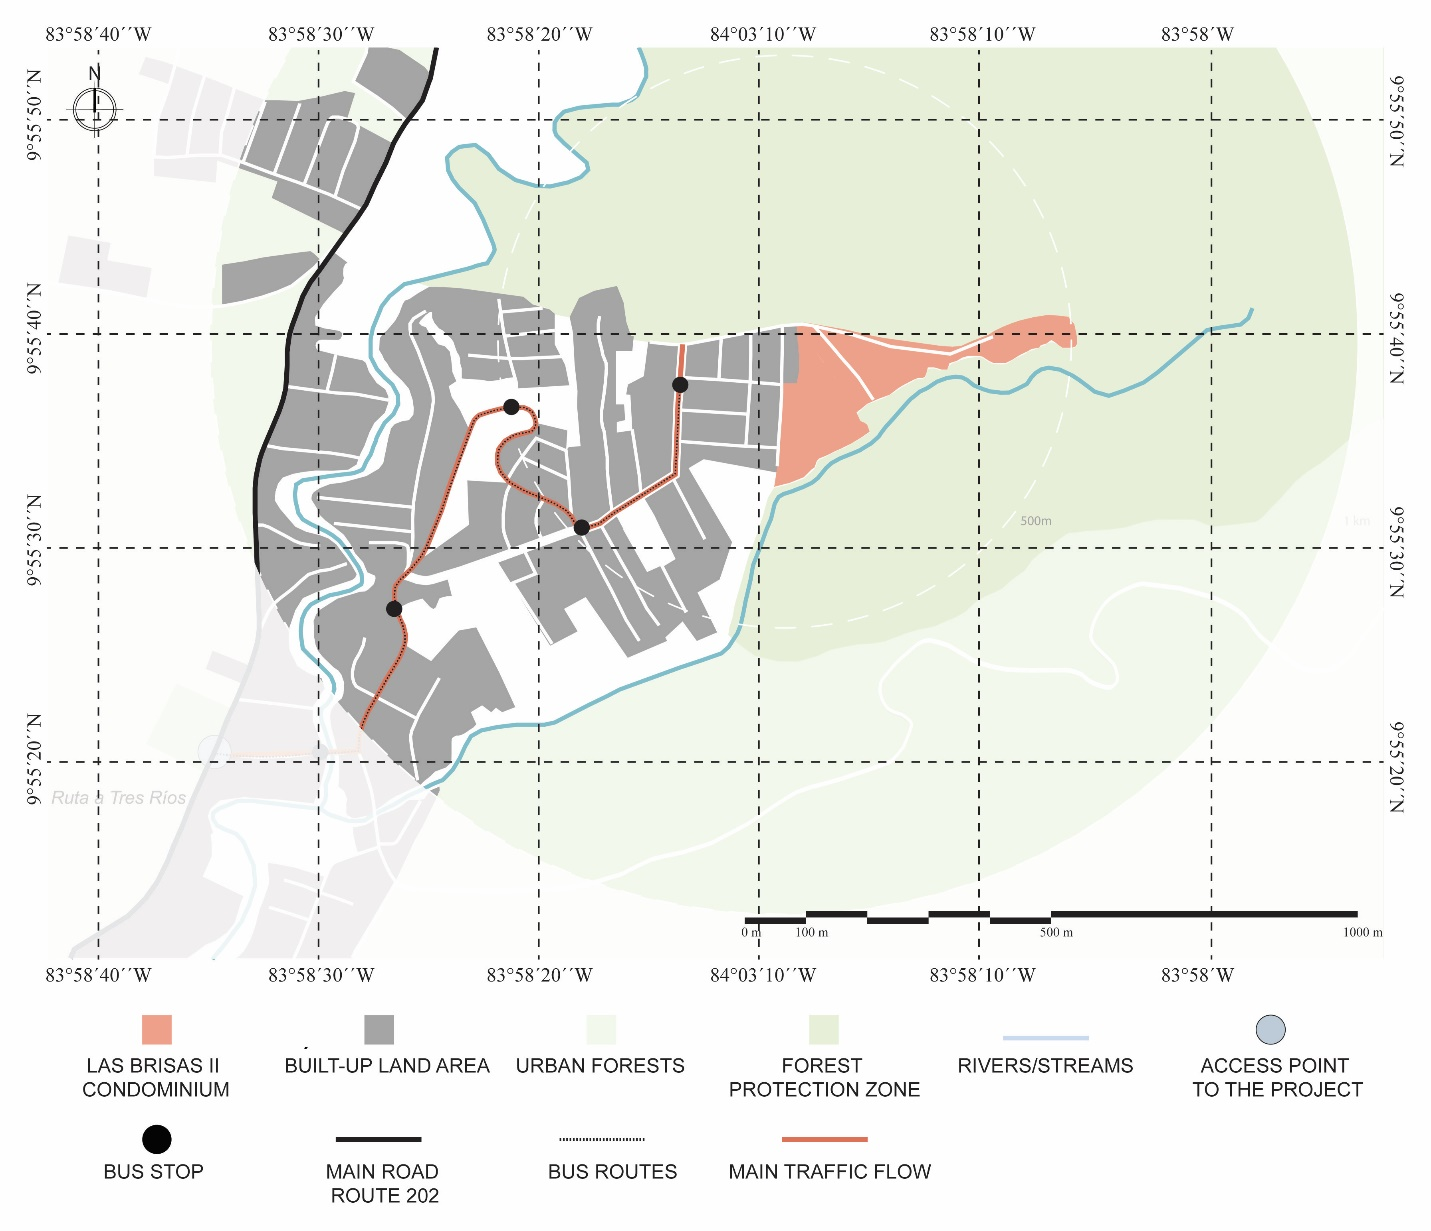 83°58´40´´W 83°58´30´´W 83°58´20´´W 84°03´10´´W 83°58´10´´W 83°58´W
N
9°55´50´´N 9°55´50´´N
9°55´40´´N 9°55´40´´N
9°55´30´´N 9°55´30´´N
500m 1 km
9°55´20´´N 9°55´20´´N
Ruta a Tres Ríos
0 m 100 m 500 m 1000 m
83°58´40´´W 83°58´30´´W 83°58´20´´W 84°03´10´´W 83°58´10´´W 83°58´W
LAS BRISAS II
CONDOMINIUM
BUILT-UP LAND AREA
URBAN FORESTS
FOREST
PROTECTION ZONE
RIVERS/STREAMS
ACCESS POINT
TO THE PROJECT
BUS STOP
MAIN ROAD
ROUTE 202
BUS ROUTES
MAIN TRAFFIC FLOW